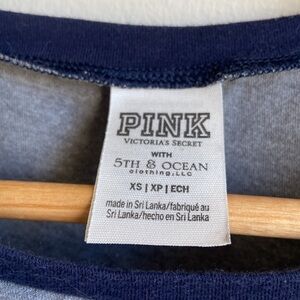 PINK
VICTORIA'S SECRET
WITH
5TH & OCEAN
clothing, LLC
XS | XP | ECH
made in Sri Lanka/fabriqué au
Sri Lanka/hecho en Sri Lanka